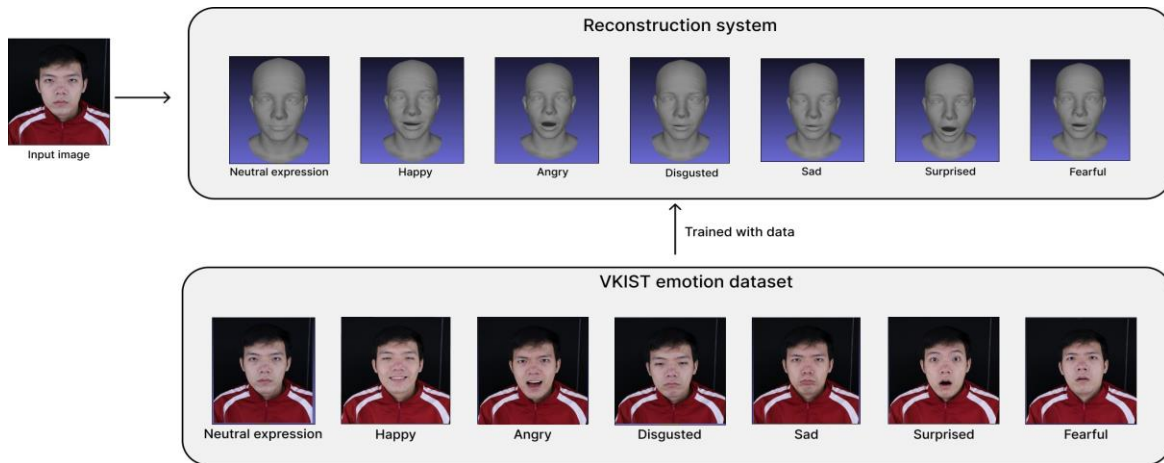 Reconstruction system
Input image
Neutral expression
Happy
Angry
Disgusted
Sad
Surprised
Fearful
Trained with data
VKIST emotion dataset
Neutral expression
Happy
Angry
Disgusted
Sad
Surprised
Fearful